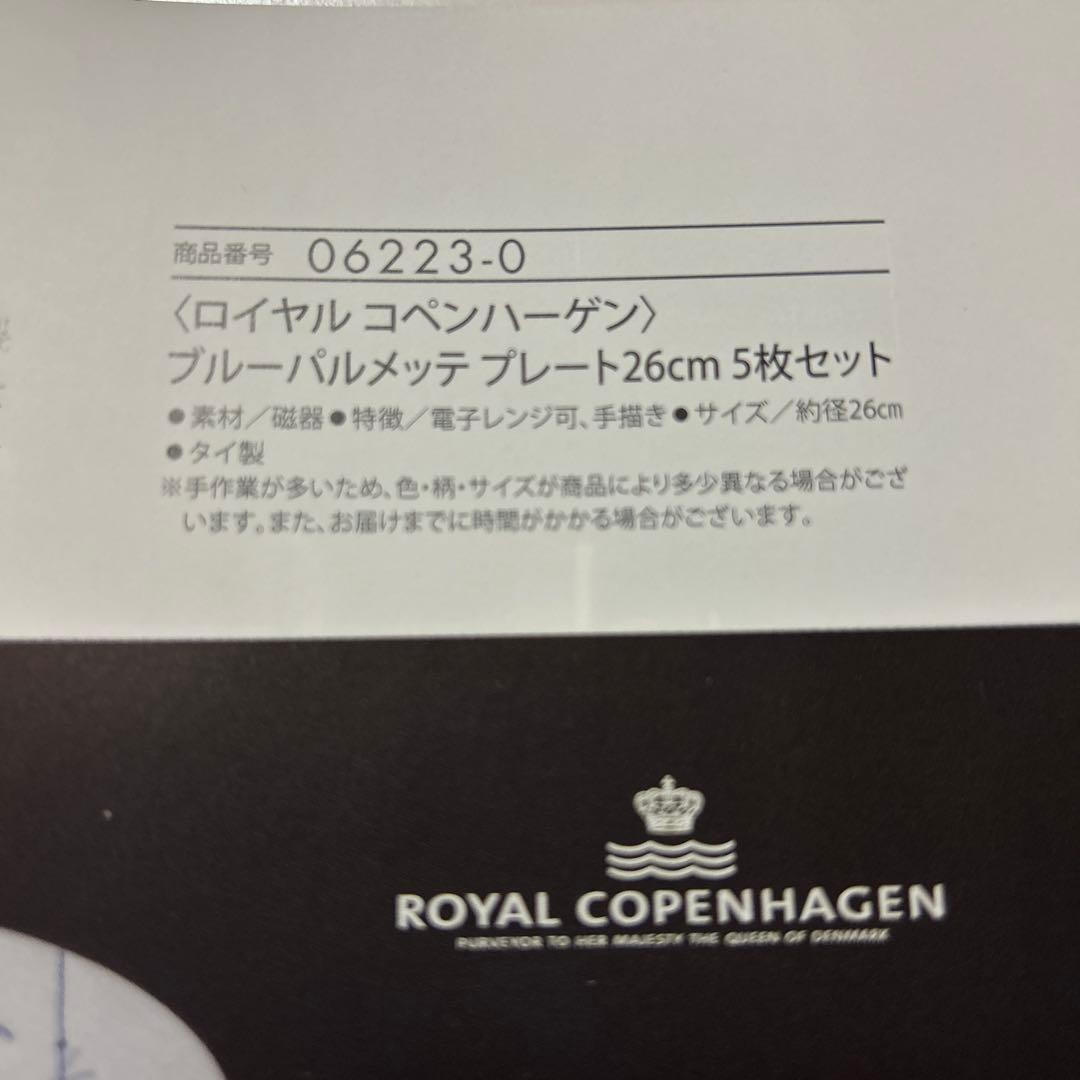 商品番号 06223-0
〈ロイヤル コペンハーゲン〉
ブルーパルメッテ プレート26cm 5枚セット
●素材／磁器●特徴／電子レンジ可、手描き●サイズ／約径26cm
●タイ製
※手作業が多いため、色・柄・サイズが商品により多少異なる場合がござ
います。また、お届けまでに時間がかかる場合がございます。
ROYAL COPENHAGEN
PURVEYOR TO HER MAJESTY THE QUEEN OF DENMARK